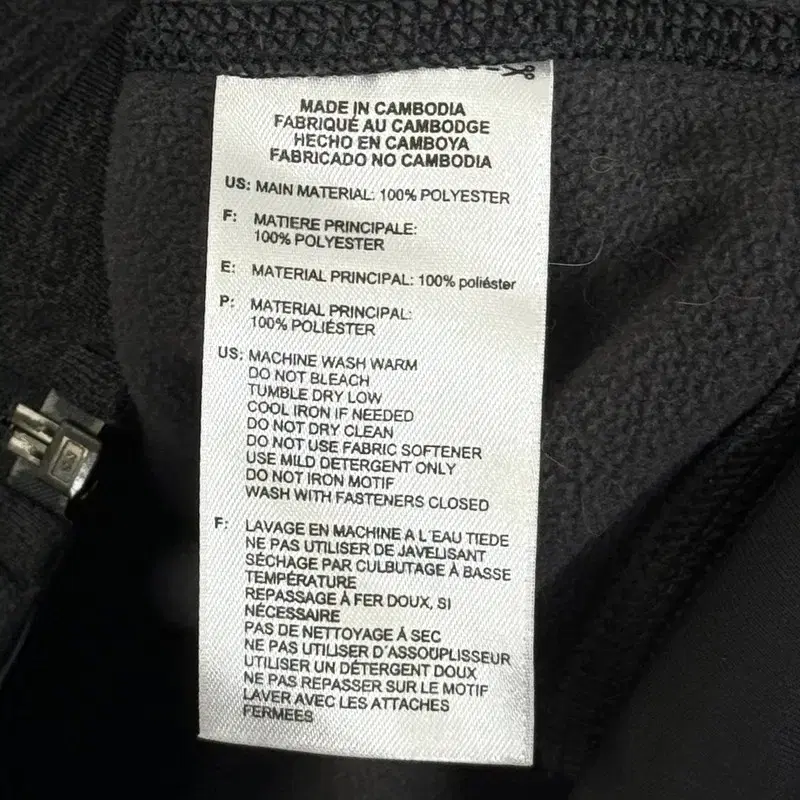 MADE IN CAMBODIA
FABRIQUÉ AU CAMBODGE
HECHO EN CAMBOYA
FABRICADO NO CAMBODIA
US: MAIN MATERIAL: 100% POLYESTER
F: MATIERE PRINCIPALE:
100% POLYESTER
E: MATERIAL PRINCIPAL: 100% poliéster
P: MATERIAL PRINCIPAL:
100% POLIÉSTER
US: MACHINE WASH WARM
DO NOT BLEACH
TUMBLE DRY LOW
COOL IRON IF NEEDED
DO NOT DRY CLEAN
DO NOT USE FABRIC SOFTENER
USE MILD DETERGENT ONLY
DO NOT IRON MOTIF
WASH WITH FASTENERS CLOSED
F: LAVAGE EN MACHINE A L´EAU TIEDE
NE PAS UTILISER DE JAVELISANT
SÉCHAGE PAR CULBUTAGE À BASSE
TEMPÉRATURE
REPASSAGE À FER DOUX, SI
NÉCESSAIRE
PAS DE NETTOYAGE À SEC
NE PAS UTILISER D´ASSOUPLISSEUR
UTILISER UN DÉTERGENT DOUX
NE PAS REPASSER SUR LE MOTIF
LAVER AVEC LES ATTACHES
FERMEES